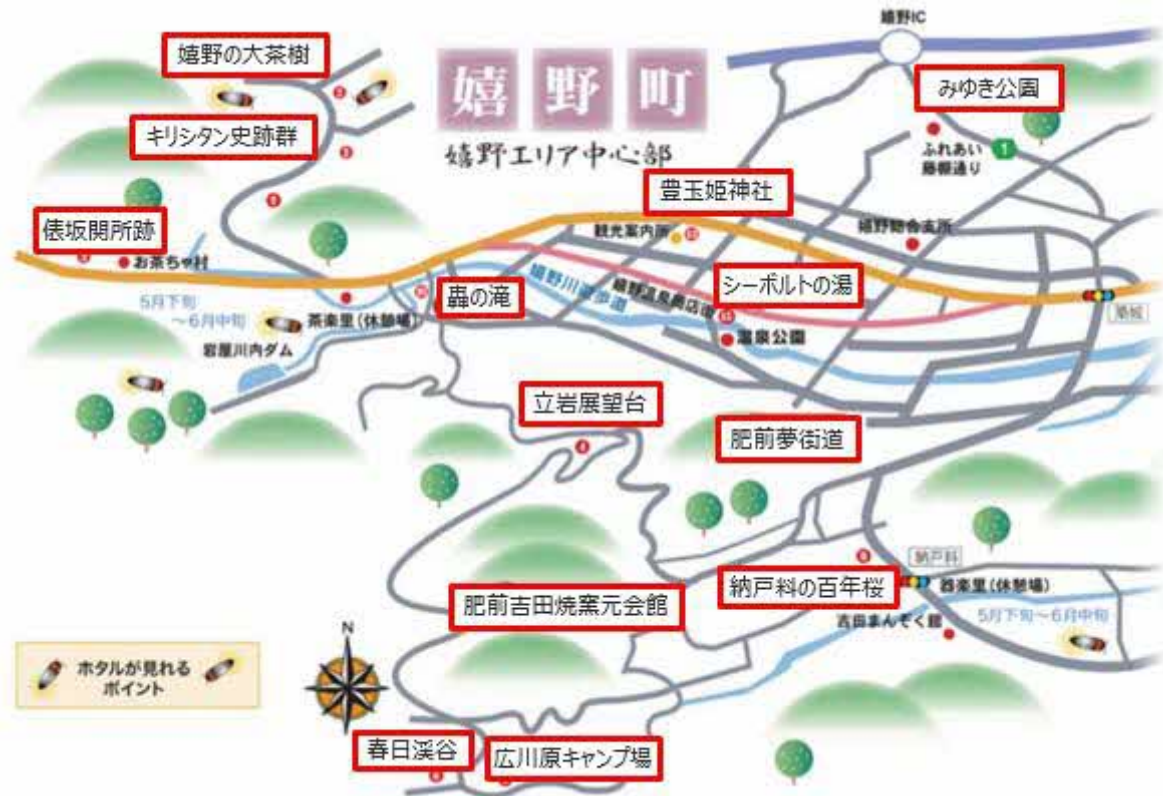 嬉野IC
嬉野の大茶樹
嬉野町
みゆき公園
キリシタン史跡群
嬉野エリア中心部
ふれあい
藤棚通り
1
豊玉姫神社
俵坂関所跡
観光案内所
嬉野総合支所
お茶ちゃ村
嬉野川遊歩道
嬉野温泉商店街
シーボルトの湯
轟の滝
5月下旬
～6月中旬
茶楽里(休憩場)
温泉公園
岩屋川内ダム
立岩展望台
肥前夢街道
納戸料
納戸料の百年桜
器楽里(休憩場)
肥前吉田焼窯元会館
5月下旬～6月中旬
吉田まんぞく館
N
ホタルが見れる
ポイント
春日渓谷
広川原キャンプ場